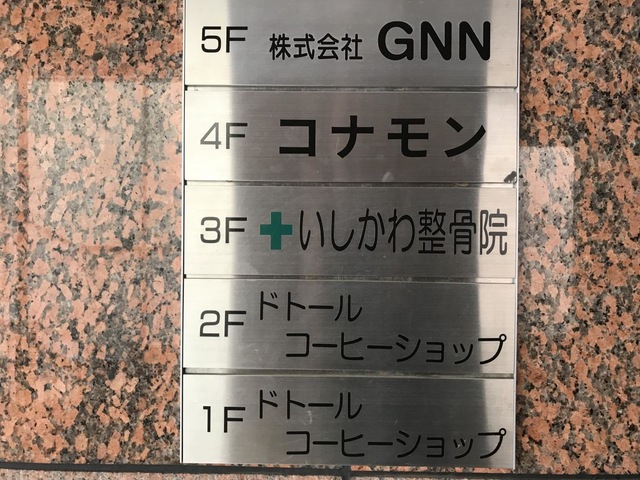 5F 株式会社 GNN
4F コナモン
3F いしかわ整骨院
2F ドトール
コーヒーショップ
1F ドトール
コーヒーショップ